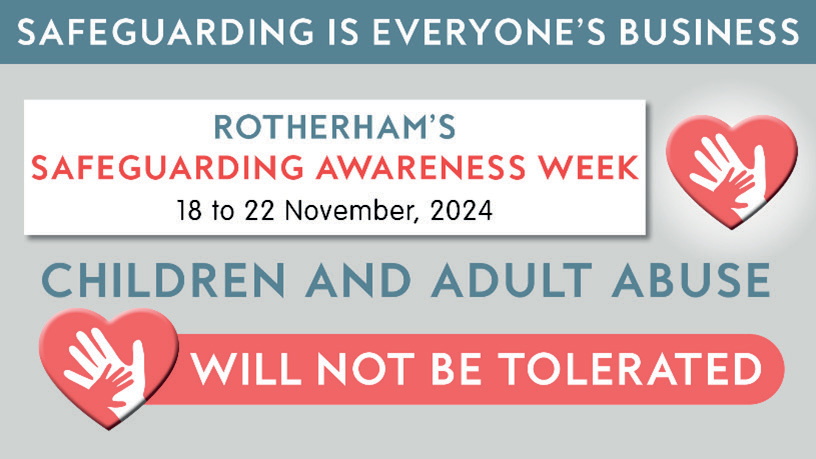 SAFEGUARDING IS EVERYONE'S BUSINESS
ROTHERHAM'S
SAFEGUARDING AWARENESS WEEK
18 to 22 November, 2024
CHILDREN AND ADULT ABUSE
WILL NOT BE TOLERATED